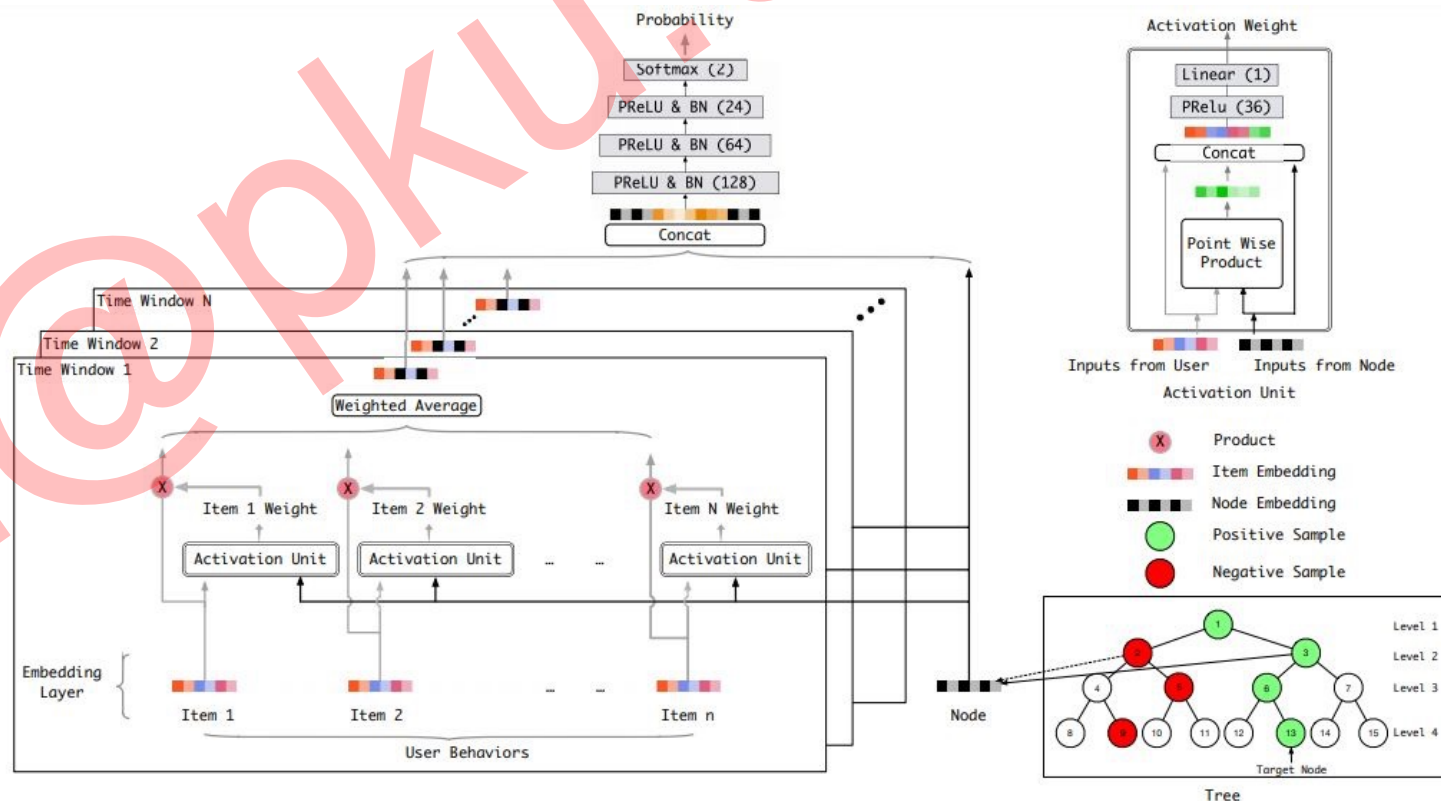 Probability
Softmax (2)
PReLU & BN (24)
PReLU & BN (64)
PReLU & BN (128)
Concat
Time Window N
Time Window 2
Time Window 1
Weighted Average
X
X
X
Item 1 Weight
Item 2 Weight
Item N Weight
Activation Unit
Activation Unit
... ...
Activation Unit
Embedding
Layer
... ...
Item 1
Item 2
Item n
User Behaviors
Node
Activation Weight
Linear (1)
PRelu (36)
Concat
Point Wise
Product
Inputs from User
Inputs from Node
Activation Unit
X
Product
Item Embedding
Node Embedding
Positive Sample
Negative Sample
1
Level 1
2
3
Level 2
4
5
6
7
Level 3
8
9
10
11
12
13
14
15
Level 4
Target Node
Tree
@pku.